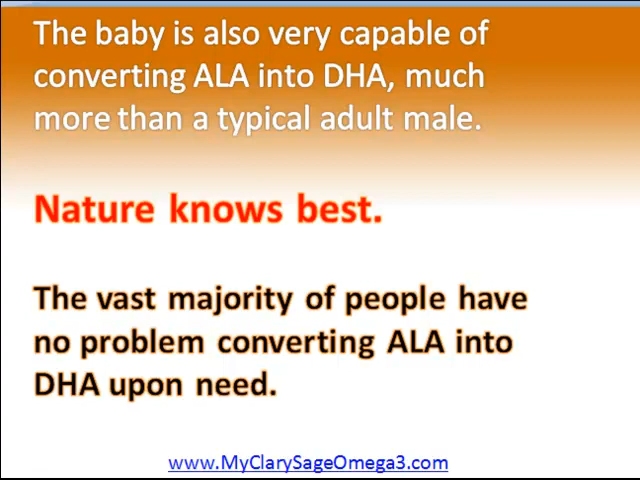 The baby is also very capable of
converting ALA into DHA, much
more than a typical adult male.
Nature knows best.
The vast majority of people have
no problem converting ALA into
DHA upon need.
www.MyClarySageOmega3.com